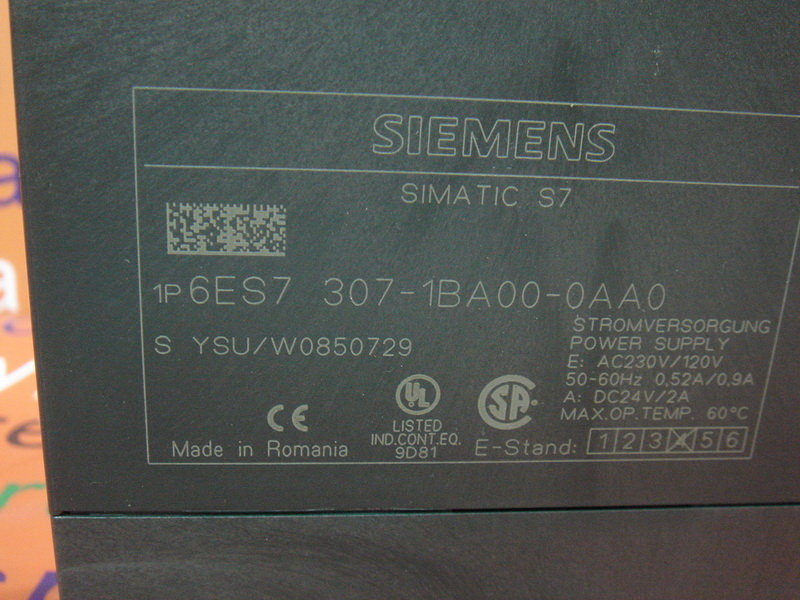 SIEMENS
SIMATIC S7
1P 6ES7 307-1BA00-0AA0
S YSU/W0850729
STROMVERSORGUNG
POWER SUPPLY
E: AC230V/120V
50-60Hz 0,52A/0,9A
A: DC24V/2A
MAX.OP.TEMP. 60°C
CE
Made in Romania
UL
LISTED
IND.CONT.EQ.
9D81
SA
E-Stand: 1 2 3 X 5 6